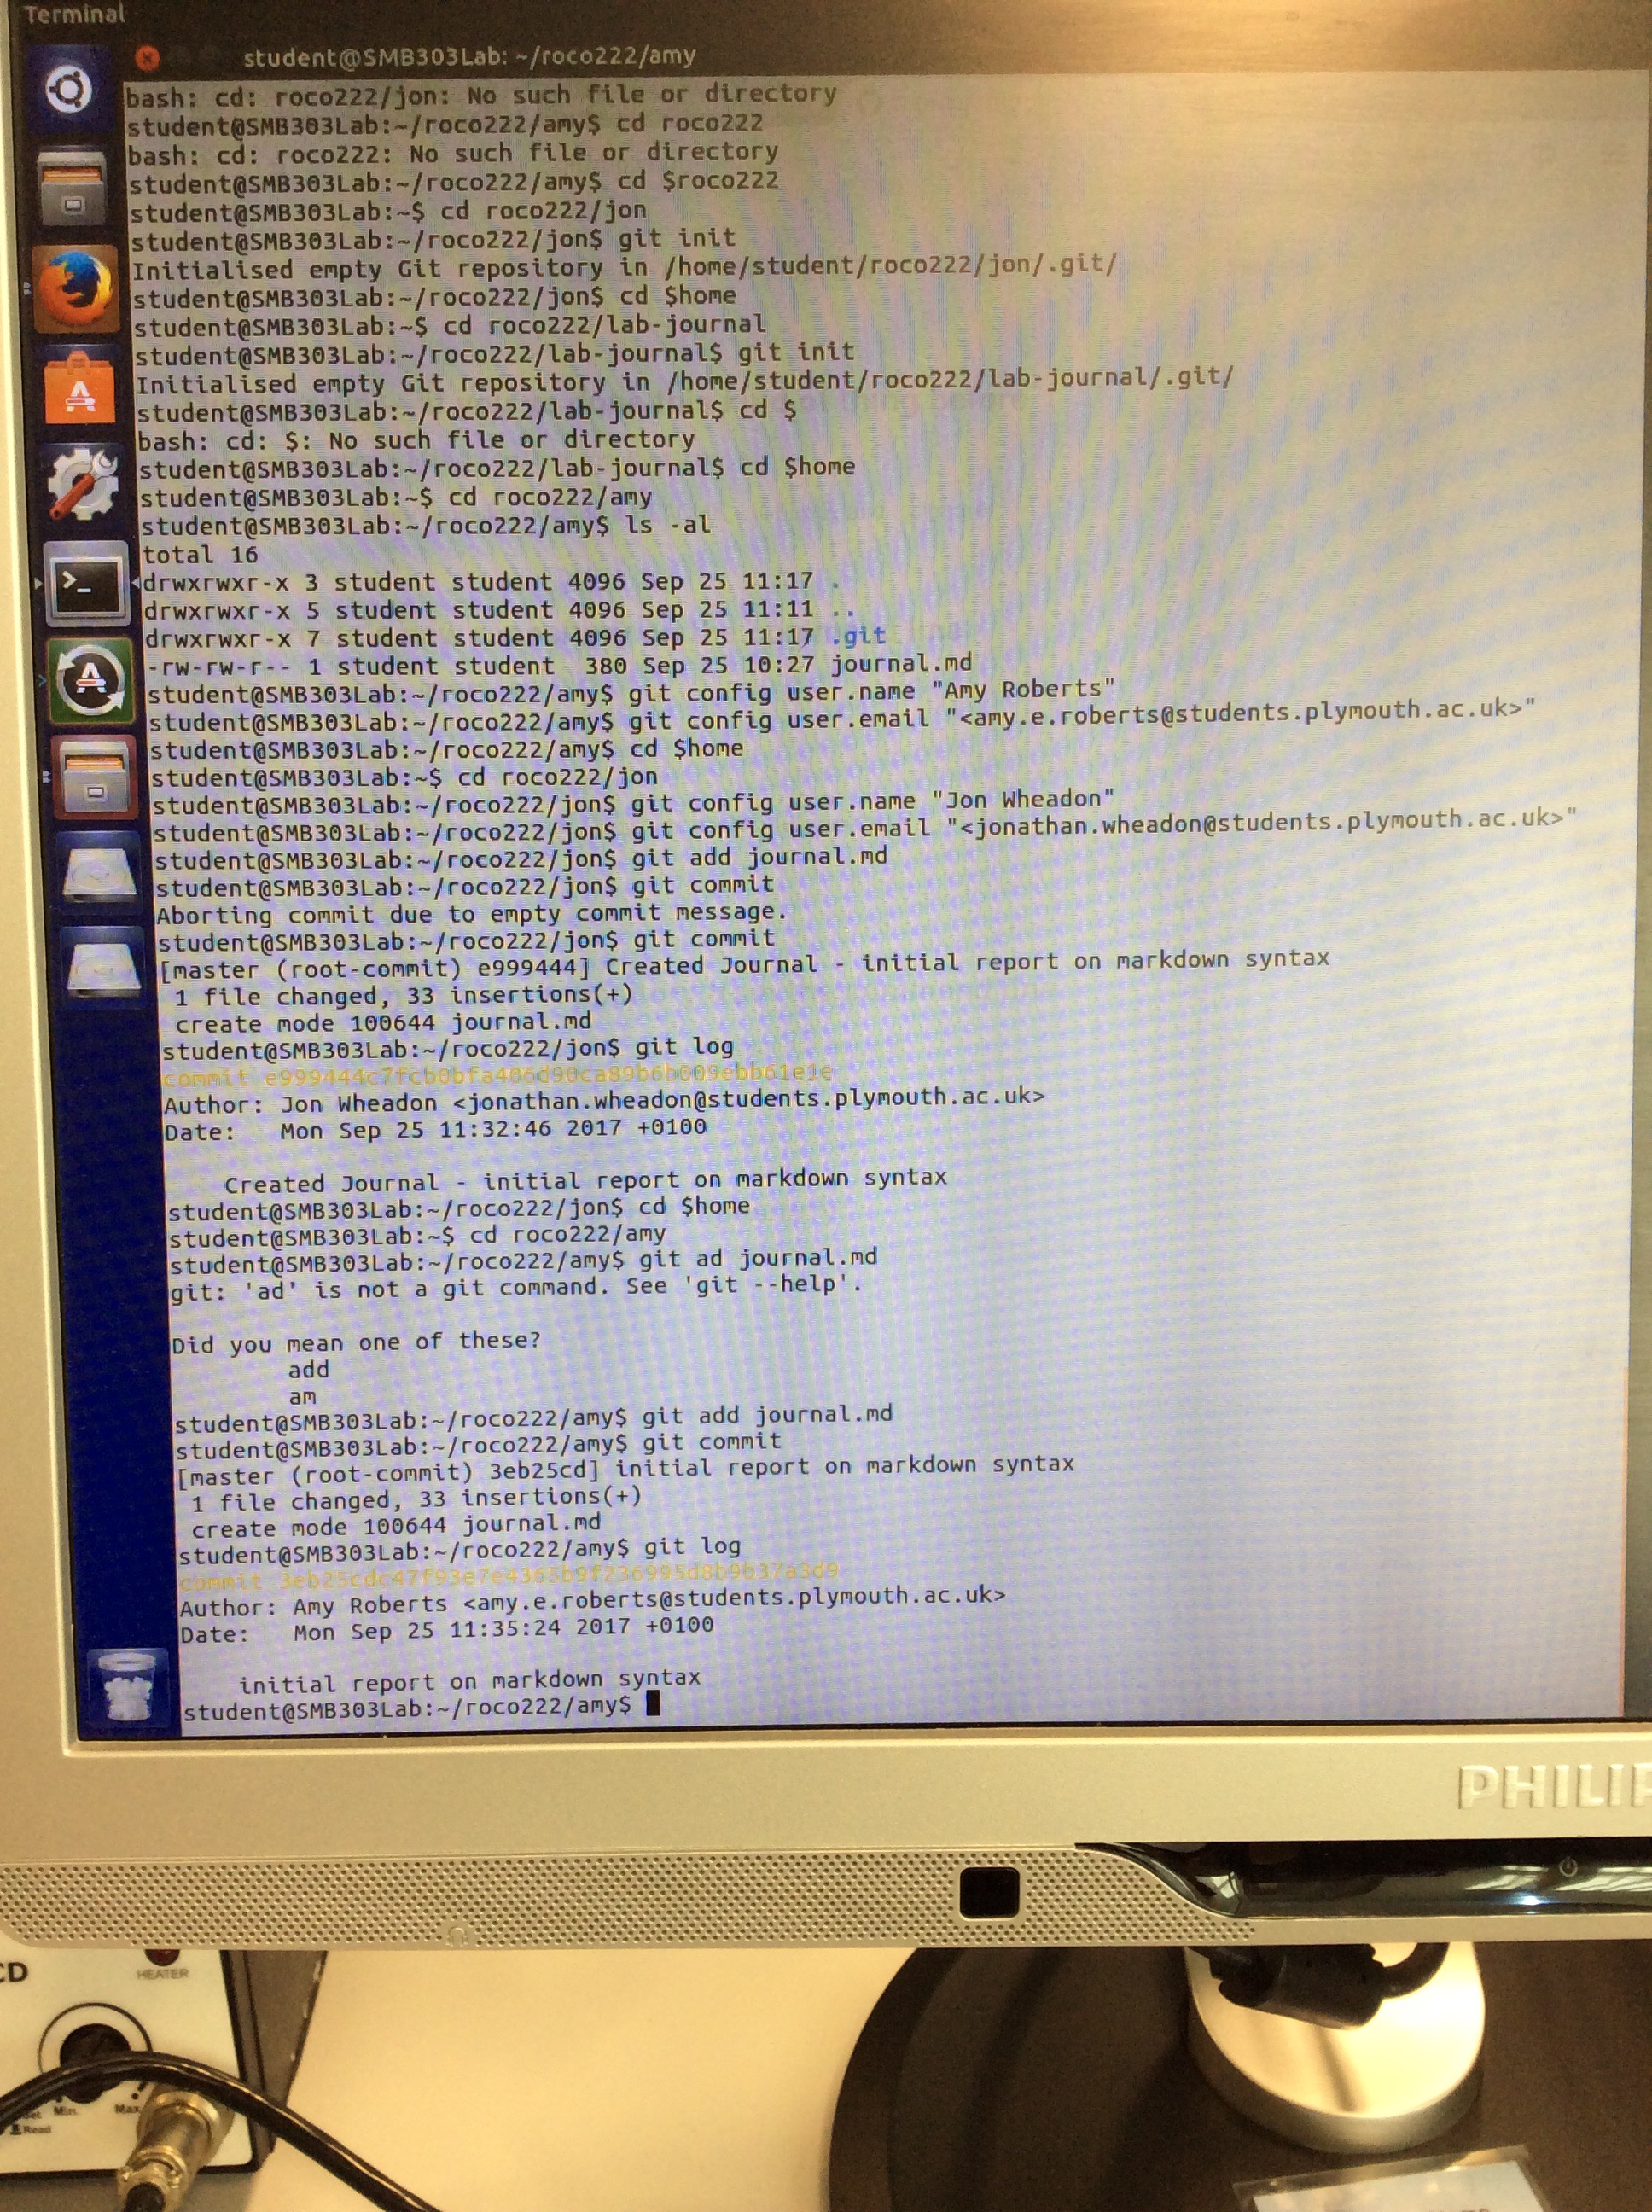 Terminal
student@SMB303Lab: ~/roco222/amy
bash: cd: roco222/jon: No such file or directory
student@SMB303Lab:~/roco222/amy$ cd roco222
bash: cd: roco222: No such file or directory
student@SMB303Lab:~/roco222/amy$ cd $roco222
student@SMB303Lab:~$ cd roco222/jon
student@SMB303Lab:~/roco222/jon$ git init
Initialised empty Git repository in /home/student/roco222/jon/.git/
student@SMB303Lab:~/roco222/jon$ cd $home
student@SMB303Lab:~$ cd roco222/lab-journal
student@SMB303Lab:~/roco222/lab-journal$ git init
Initialised empty Git repository in /home/student/roco222/lab-journal/.git/
student@SMB303Lab:~/roco222/lab-journal$ cd $
bash: cd: $: No such file or directory
student@SMB303Lab:~/roco222/lab-journal$ cd $home
student@SMB303Lab:~$ cd roco222/amy
student@SMB303Lab:~/roco222/amy$ ls -al
total 16
drwxrwxr-x 3 student student 4096 Sep 25 11:17 .
drwxrwxr-x 5 student student 4096 Sep 25 11:11 ..
drwxrwxr-x 7 student student 4096 Sep 25 11:17 .git
-rw-rw-r-- 1 student student  380 Sep 25 10:27 journal.md
student@SMB303Lab:~/roco222/amy$ git config user.name "Amy Roberts"
student@SMB303Lab:~/roco222/amy$ git config user.email "<amy.e.roberts@students.plymouth.ac.uk>"
student@SMB303Lab:~/roco222/amy$ cd $home
student@SMB303Lab:~$ cd roco222/jon
student@SMB303Lab:~/roco222/jon$ git config user.name "Jon Wheadon"
student@SMB303Lab:~/roco222/jon$ git config user.email "<jonathan.wheadon@students.plymouth.ac.uk>"
student@SMB303Lab:~/roco222/jon$ git add journal.md
student@SMB303Lab:~/roco222/jon$ git commit
Aborting commit due to empty commit message.
student@SMB303Lab:~/roco222/jon$ git commit
[master (root-commit) e999444] Created Journal - initial report on markdown syntax
 1 file changed, 33 insertions(+)
 create mode 100644 journal.md
student@SMB303Lab:~/roco222/jon$ git log
commit
Author: Jon Wheadon <jonathan.wheadon@students.plymouth.ac.uk>
Date:   Mon Sep 25 11:32:46 2017 +0100
    Created Journal - initial report on markdown syntax
student@SMB303Lab:~/roco222/jon$ cd $home
student@SMB303Lab:~$ cd roco222/amy
student@SMB303Lab:~/roco222/amy$ git ad journal.md
git: 'ad' is not a git command. See 'git --help'.
Did you mean one of these?
        add
        am
student@SMB303Lab:~/roco222/amy$ git add journal.md
student@SMB303Lab:~/roco222/amy$ git commit
[master (root-commit) 3eb25cd] initial report on markdown syntax
 1 file changed, 33 insertions(+)
 create mode 100644 journal.md
student@SMB303Lab:~/roco222/amy$ git log
commit
Author: Amy Roberts <amy.e.roberts@students.plymouth.ac.uk>
Date:   Mon Sep 25 11:35:24 2017 +0100
    initial report on markdown syntax
student@SMB303Lab:~/roco222/amy$
PHILIP
CD
HEATER
Min.
Max.
Read